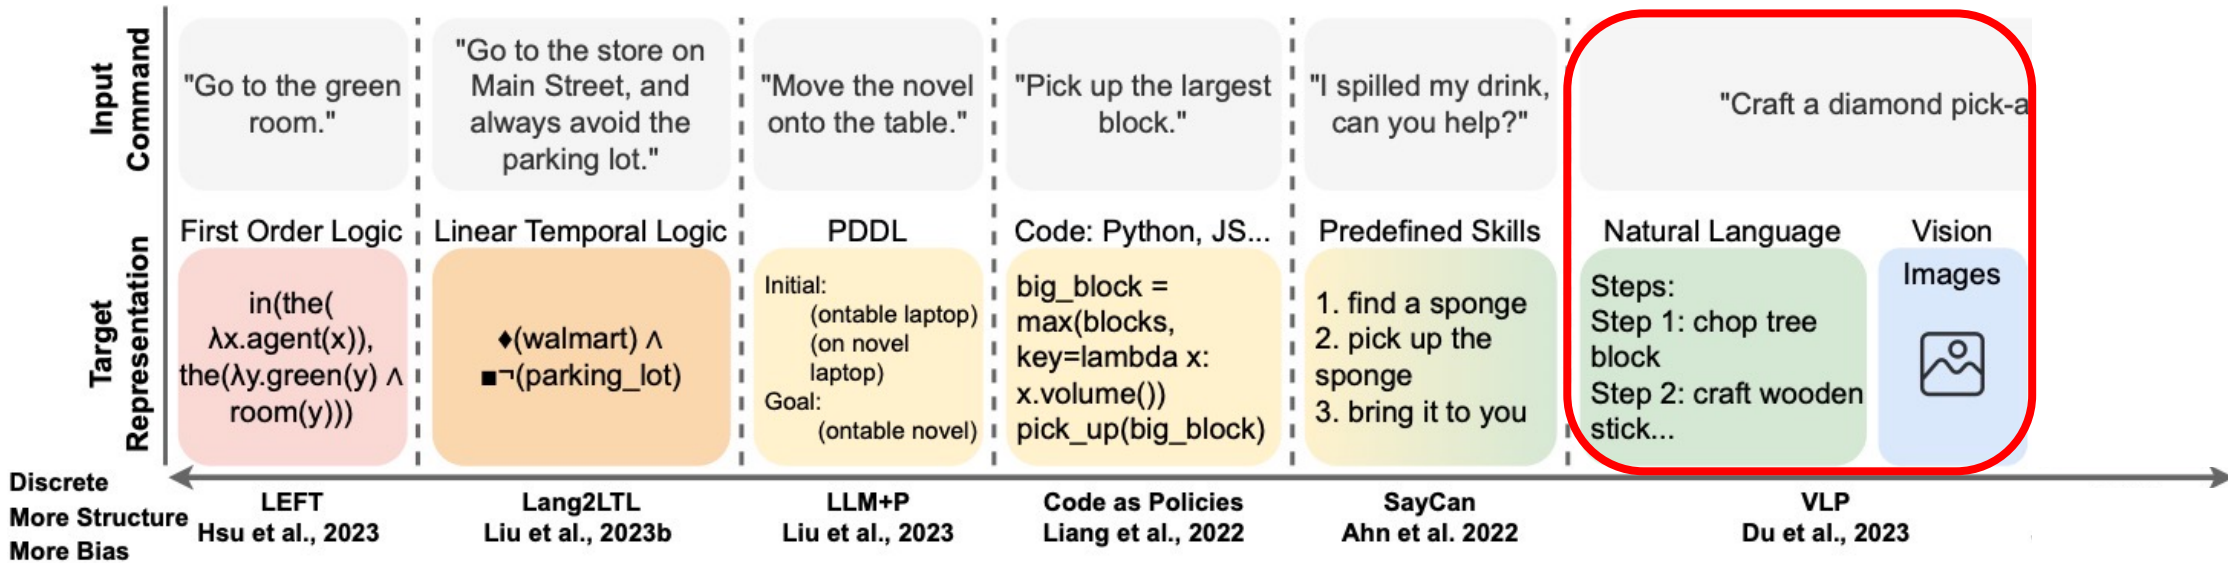 Input
Command
"Go to the green
room."
"Go to the store on
Main Street, and
always avoid the
parking lot."
"Move the novel
onto the table."
"Pick up the largest
block."
"I spilled my drink,
can you help?"
"Craft a diamond pick-a
Target
Representation
First Order Logic
in(the(
λx.agent(x)),
the(λy.green(y) ∧
room(y)))
Linear Temporal Logic
♦(walmart) ∧
■¬(parking_lot)
PDDL
Initial:
(ontable laptop)
(on novel
laptop)
Goal:
(ontable novel)
Code: Python, JS...
big_block =
max(blocks,
key=lambda x:
x.volume())
pick_up(big_block)
Predefined Skills
1. find a sponge
2. pick up the
sponge
3. bring it to you
Natural Language
Steps:
Step 1: chop tree
block
Step 2: craft wooden
stick...
Vision
Images
Discrete
More Structure
More Bias
LEFT
Hsu et al., 2023
Lang2LTL
Liu et al., 2023b
LLM+P
Liu et al., 2023
Code as Policies
Liang et al., 2022
SayCan
Ahn et al. 2022
VLP
Du et al., 2023